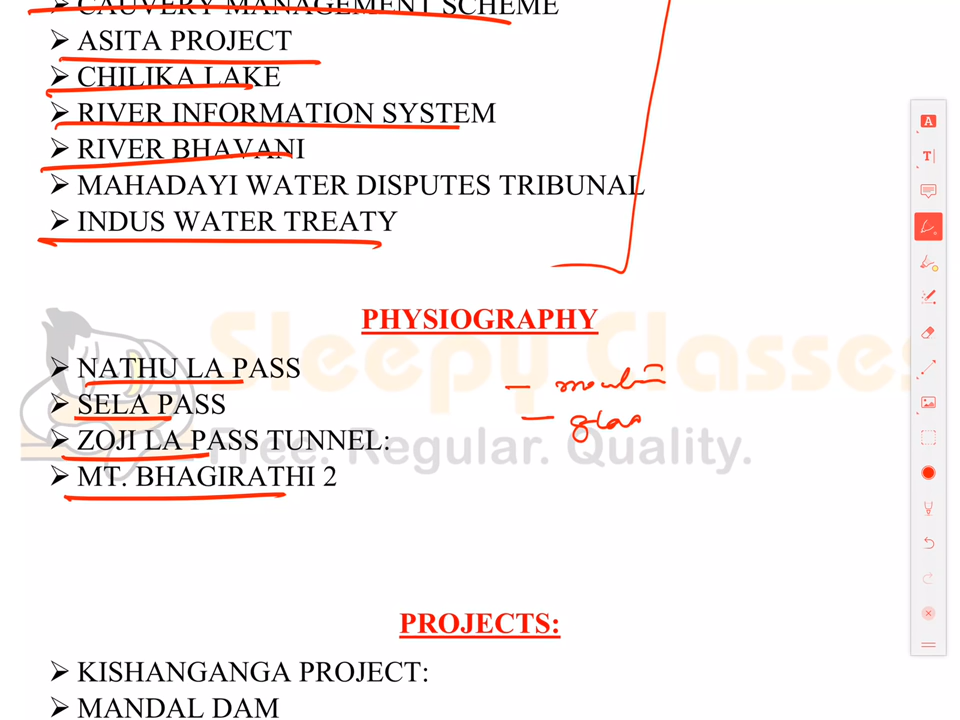 ➢ CAUVERY MANAGEMENT SCHEME
➢ ASITA PROJECT
➢ CHILIKA LAKE
➢ RIVER INFORMATION SYSTEM
➢ RIVER BHAVANI
➢ MAHADAYI WATER DISPUTES TRIBUNAL
➢ INDUS WATER TREATY
PHYSIOGRAPHY
Sleepy Classes
➢ NATHU LA PASS
➢ SELA PASS
➢ ZOJI LA PASS TUNNEL:
Free. Regular. Quality.
➢ MT. BHAGIRATHI 2
PROJECTS:
➢ KISHANGANGA PROJECT:
➢ MANDAL DAM